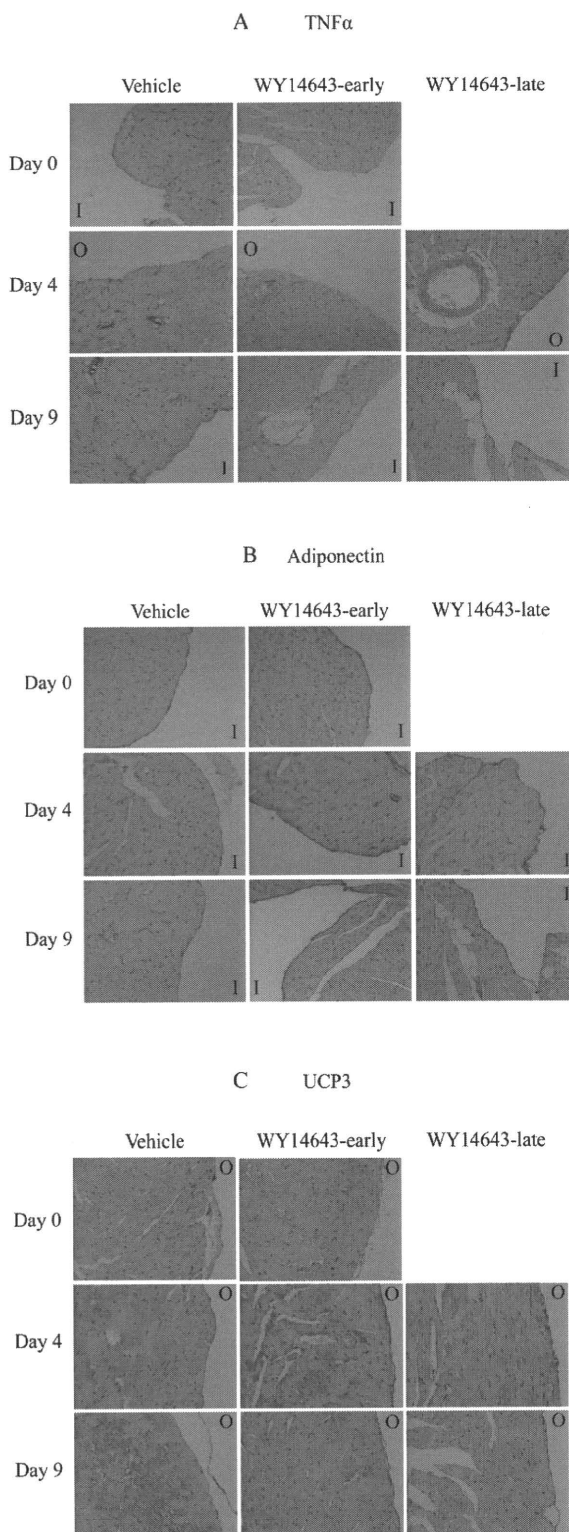 A TNFα
Vehicle WY14643-early WY14643-late
Day 0 I I
Day 4 O O O
Day 9 I I I
B Adiponectin
Vehicle WY14643-early WY14643-late
Day 0 I I
Day 4 I I I
Day 9 I I I
C UCP3
Vehicle WY14643-early WY14643-late
Day 0 O O
Day 4 O O O
Day 9 O O O